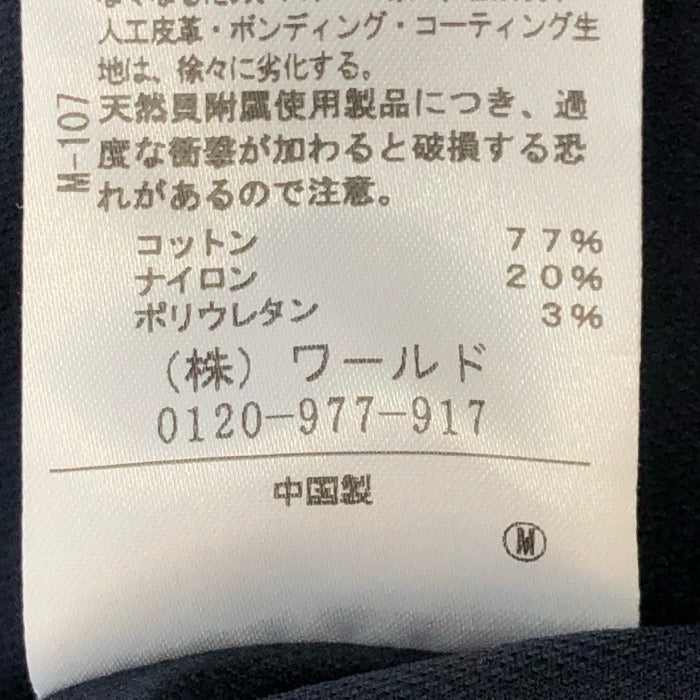 人工皮革・ボンディング・コーティング生
地は、徐々に劣化する。
天然貝附属使用製品につき、過
度な衝撃が加わると破損する恐
れがあるので注意。
M-107
コットン 77%
ナイロン 20%
ポリウレタン 3%
(株) ワールド
0120-977-917
中国製
M